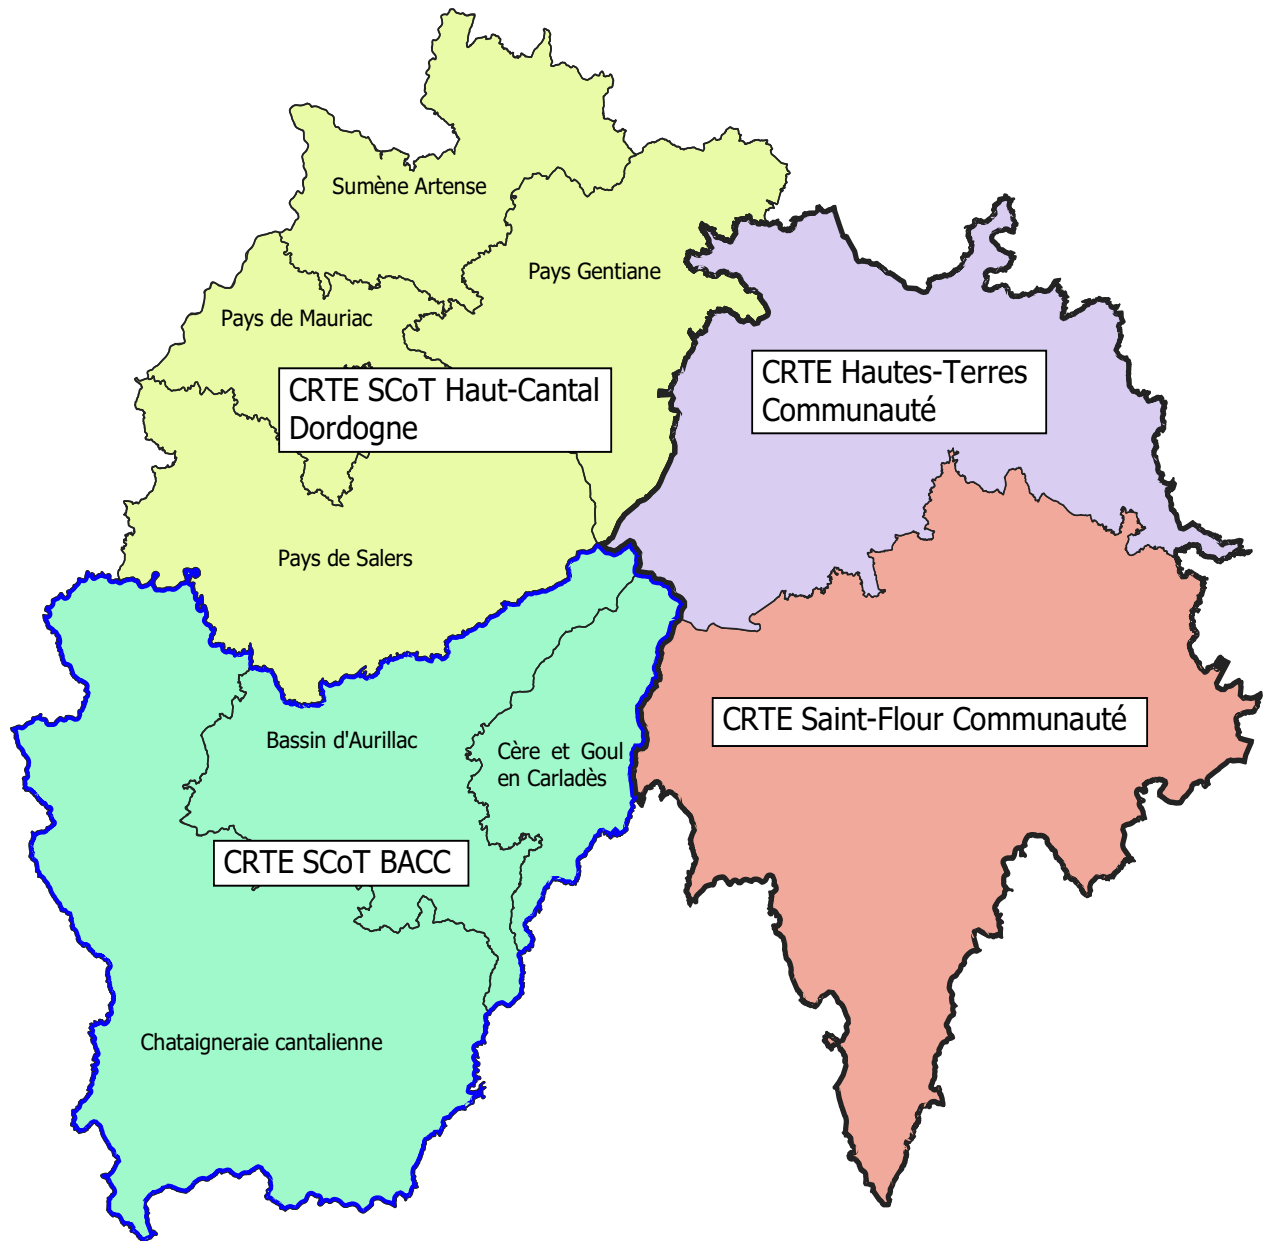 Sumène Artense
Pays Gentiane
Pays de Mauriac
CRTE SCoT Haut-Cantal
Dordogne
CRTE Hautes-Terres
Communauté
Pays de Salers
CRTE Saint-Flour Communauté
Bassin d'Aurillac
Cère et Goul
en Carladès
CRTE SCoT BACC
Chataigneraie cantalienne